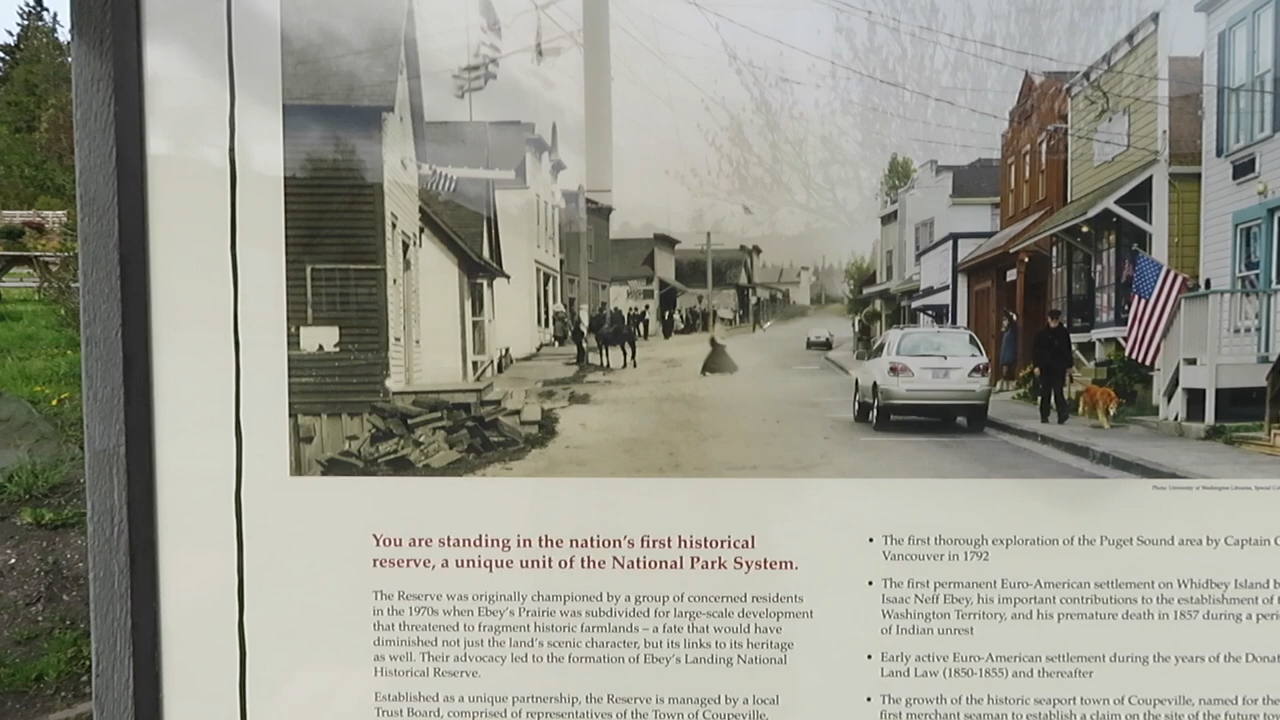 Photo: University of Washington Libraries, Special
You are standing in the nation's first historical
reserve, a unique unit of the National Park System.
The Reserve was originally championed by a group of concerned residents
in the 1970s when Ebey's Prairie was subdivided for large-scale development
that threatened to fragment historic farmlands – a fate that would have
diminished not just the land's scenic character, but its links to its heritage
as well. Their advocacy led to the formation of Ebey's Landing National
Historical Reserve.
Established as a unique partnership, the Reserve is managed by a local
Trust Board, comprised of representatives of the Town of Coupeville,
• The first thorough exploration of the Puget Sound area by Captain
Vancouver in 1792
• The first permanent Euro-American settlement on Whidbey Island
Isaac Neff Ebey, his important contributions to the establishment of
Washington Territory, and his premature death in 1857 during a
of Indian unrest
• Early active Euro-American settlement during the years of the
Land Law (1850-1855) and thereafter
• The growth of the historic seaport town of Coupeville, named for the
first merchant seaman to establish a claim on the site of the future